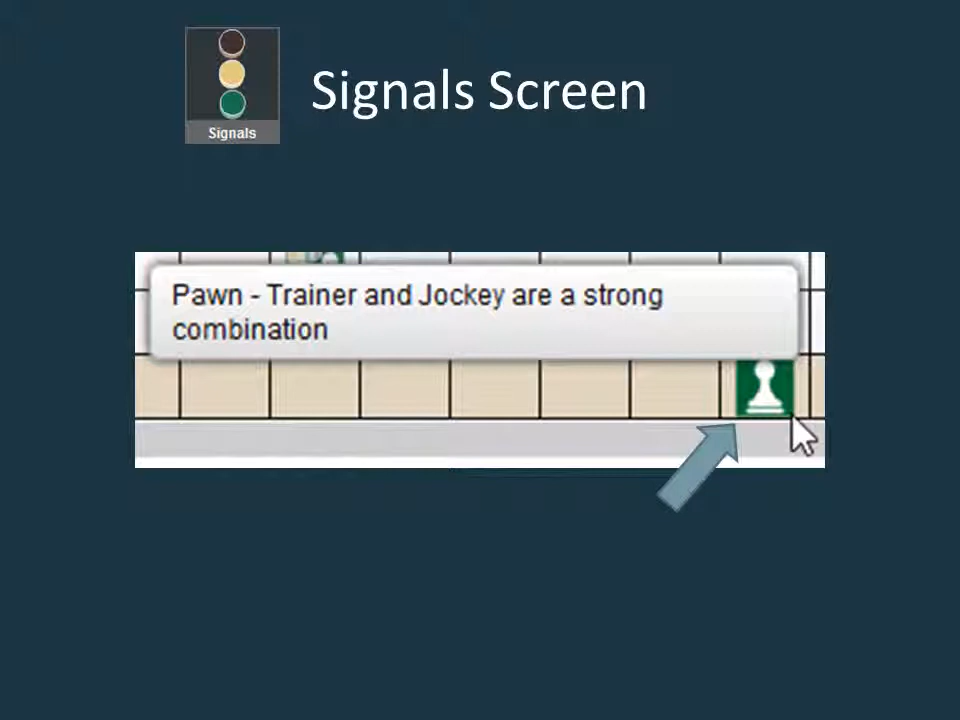 Signals Screen
Signals
Pawn - Trainer and Jockey are a strong
combination